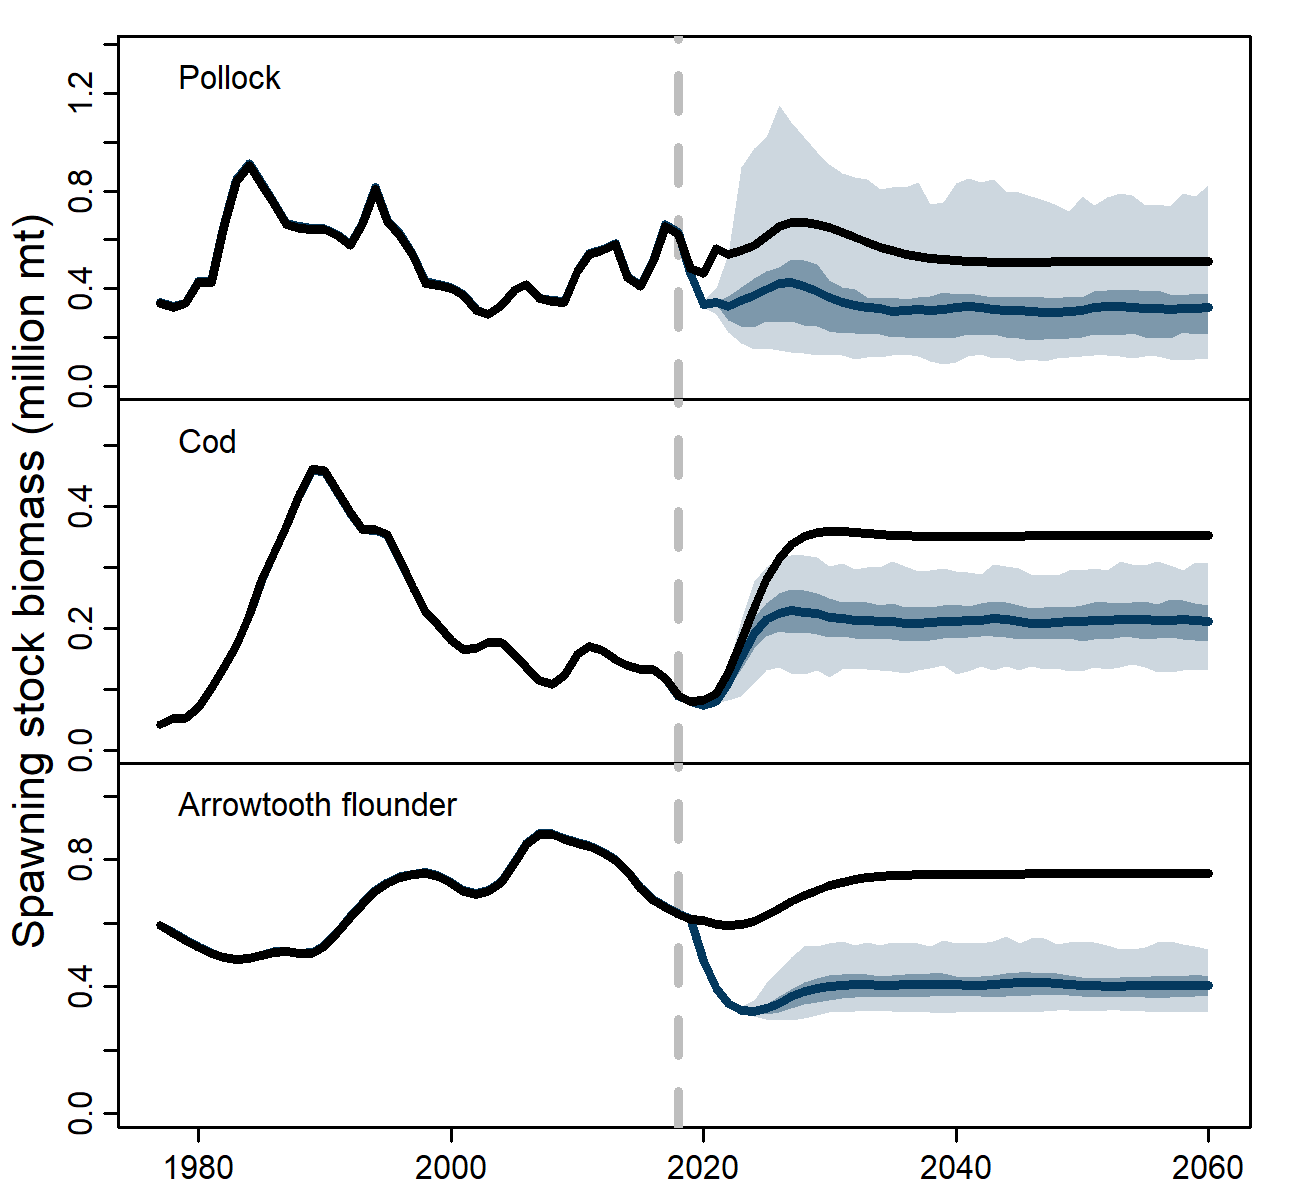 Spawning stock biomass (million mt)
Pollock
0.0 0.4 0.8 1.2
Cod
0.0 0.2 0.4
Arrowtooth flounder
0.0 0.4 0.8
1980 2000 2020 2040 2060